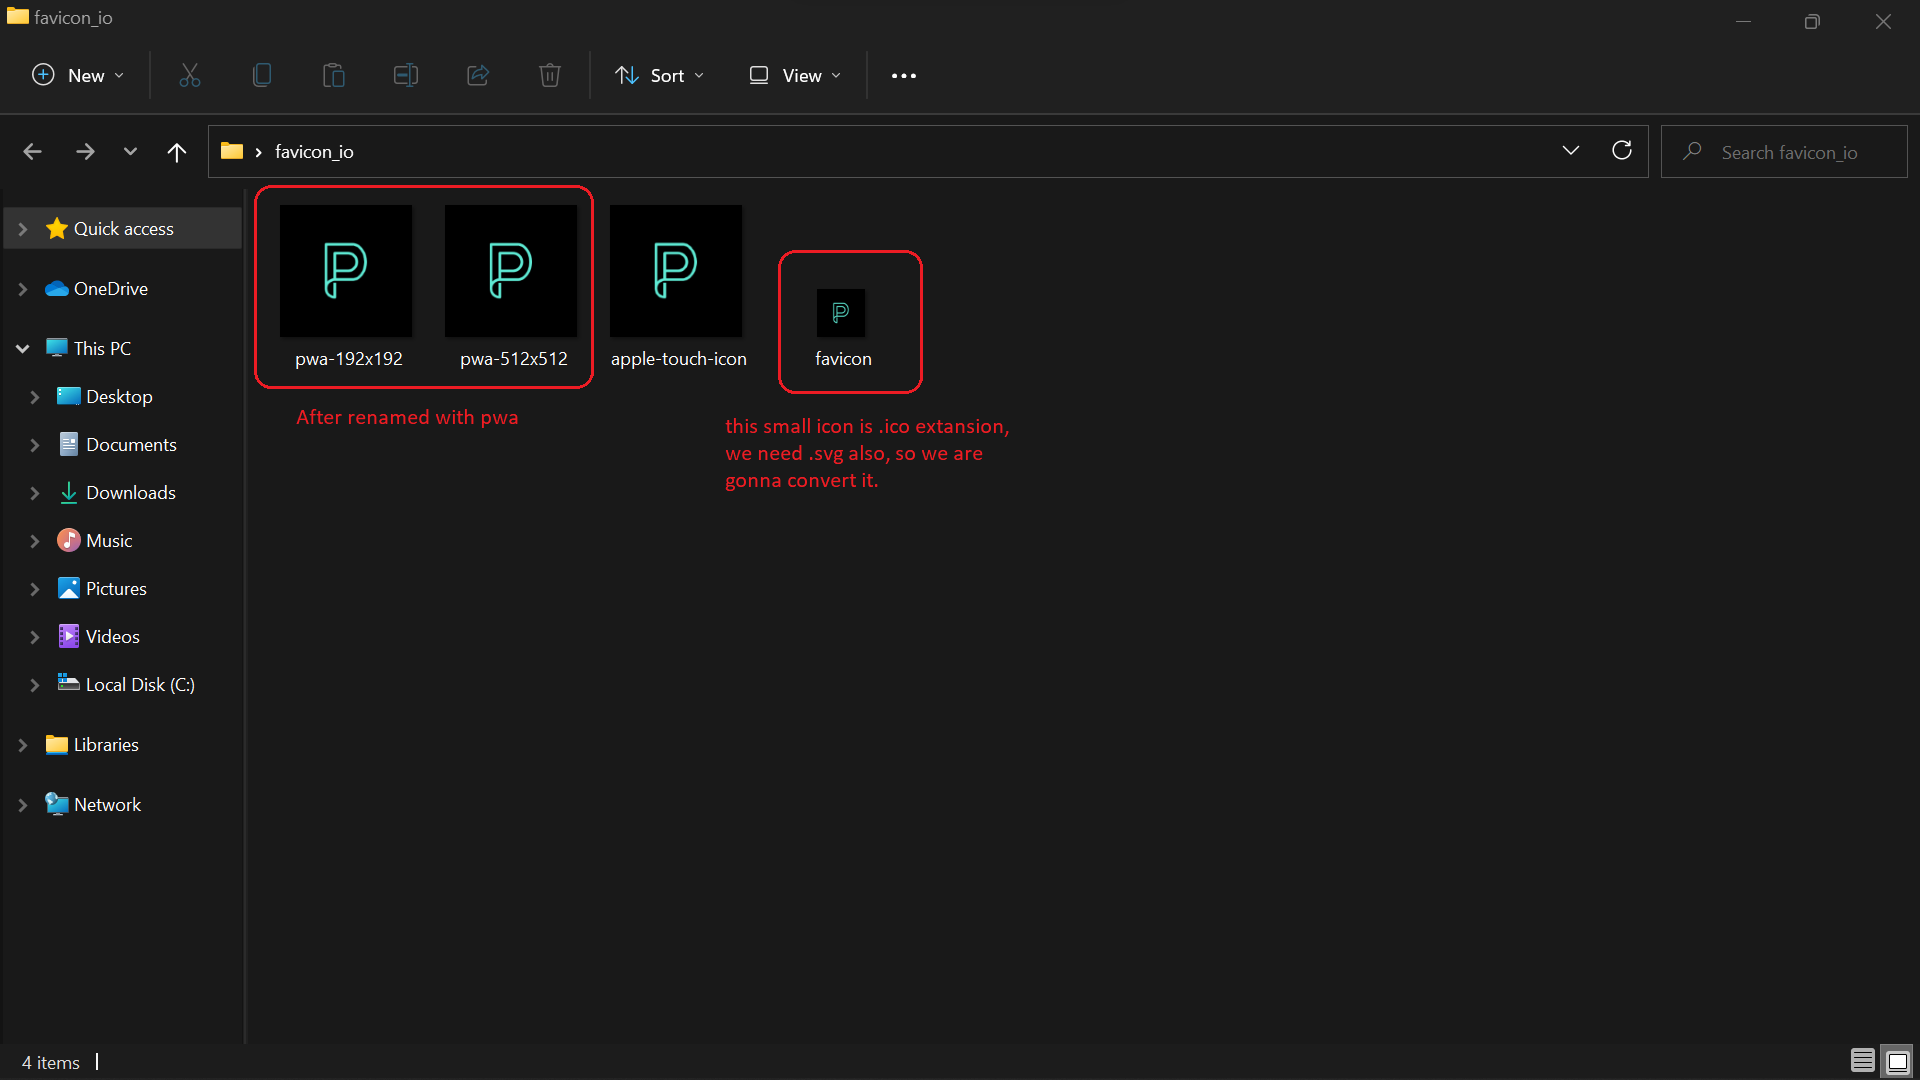 favicon_io
New
Sort
View
favicon_io
Search favicon_io
Quick access
OneDrive
This PC
Desktop
Documents
Downloads
Music
Pictures
Videos
Local Disk (C:)
Libraries
Network
P
P
P
P
pwa-192x192
pwa-512x512
apple-touch-icon
favicon
After renamed with pwa
this small icon is .ico extansion,
we need .svg also, so we are
gonna convert it.
4 items